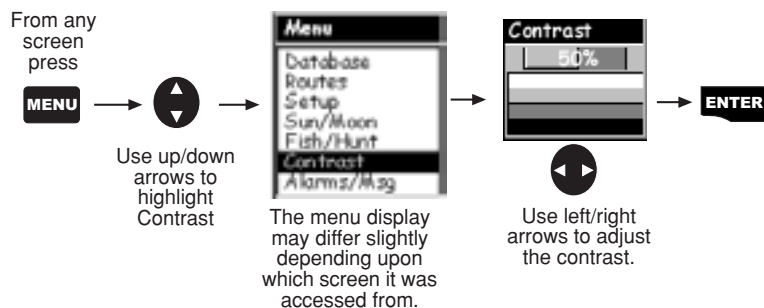 From any
screen
press
MENU
Use up/down
arrows to
highlight
Contrast
Menu
Database
Routes
Setup
Sun/Moon
Fish/Hunt
Contrast
Alarms/Msg
The menu display
may differ slightly
depending upon
which screen it was
accessed from.
Contrast
50%
Use left/right
arrows to adjust
the contrast.
ENTER